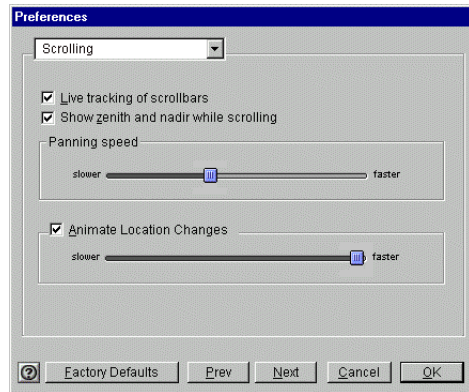 Preferences
Scrolling
Live tracking of scrollbars
Show zenith and nadir while scrolling
Panning speed
slower faster
Animate Location Changes
slower faster
? Factory Defaults Prev Next Cancel OK